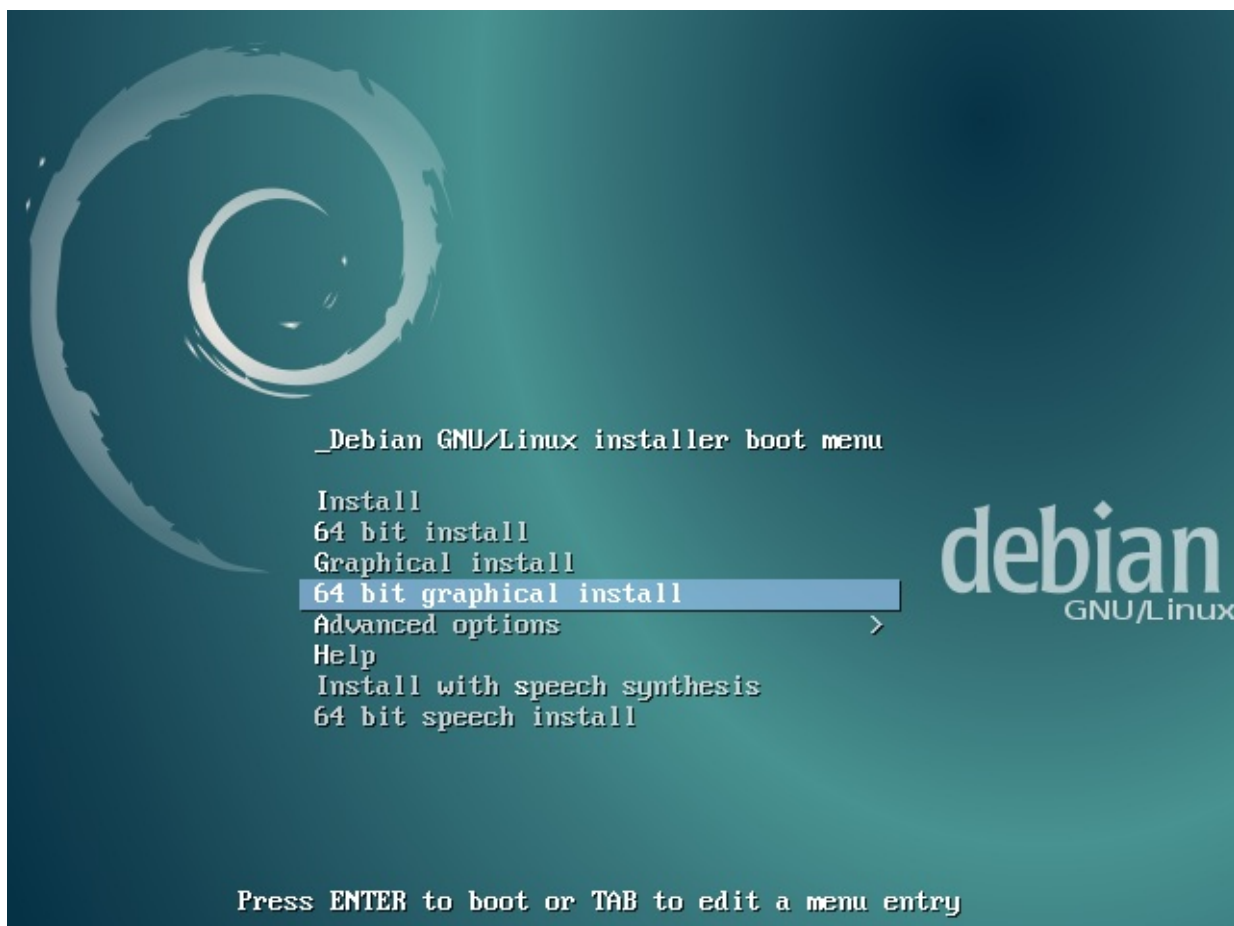 _Debian GNU/Linux installer boot menu
Install
64 bit install
Graphical install
64 bit graphical install
Advanced options >
Help
Install with speech synthesis
64 bit speech install
debian
GNU/Linux
Press ENTER to boot or TAB to edit a menu entry